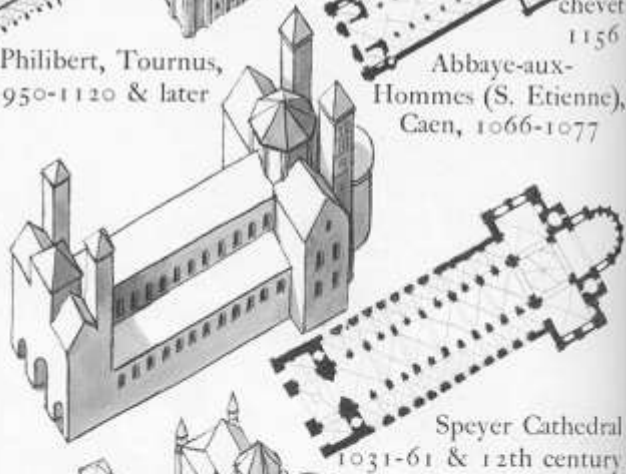 chevet
1156
Philibert, Tournus,
950-1120 & later
Abbaye-aux-
Hommes (S. Etienne),
Caen, 1066-1077
Speyer Cathedral
1031-61 & 12th century